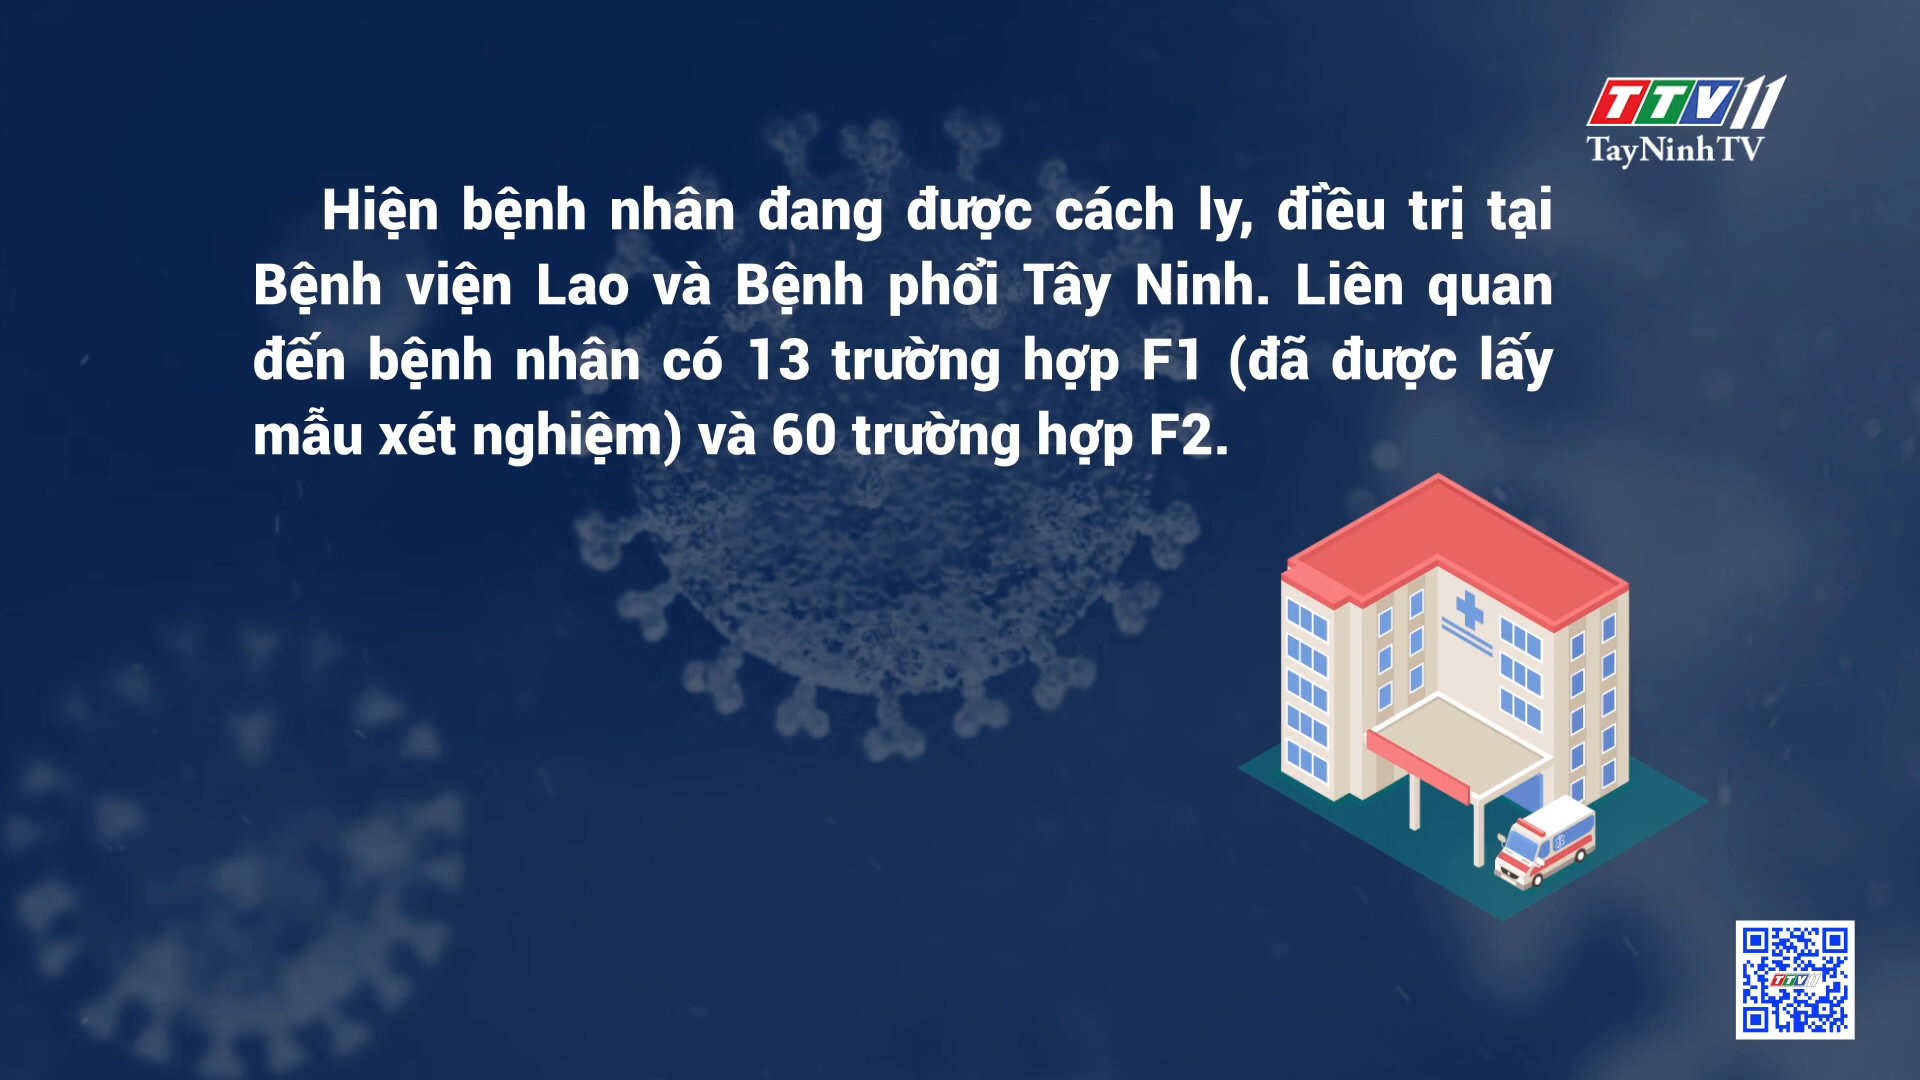 TTV11
TayNinhTV
Hiện bệnh nhân đang được cách ly, điều trị tại
Bệnh viện Lao và Bệnh phổi Tây Ninh. Liên quan
đến bệnh nhân có 13 trường hợp F1 (đã được lấy
mẫu xét nghiệm) và 60 trường hợp F2.
TTV11